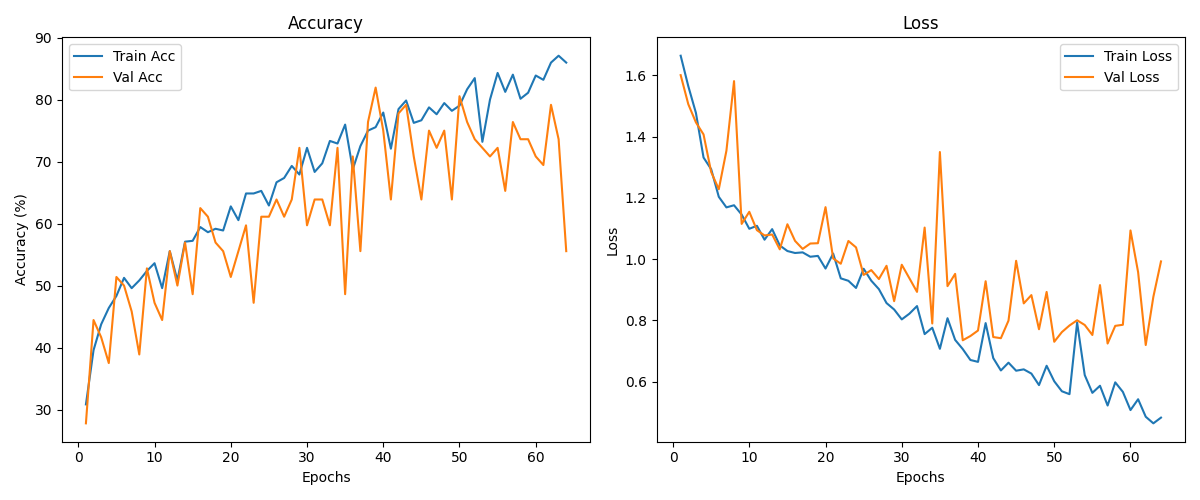 Accuracy
Train Acc
Val Acc
Accuracy (%)
90
80
70
60
50
40
30
0 10 20 30 40 50 60
Epochs
Loss
Train Loss
Val Loss
Loss
1.6
1.4
1.2
1.0
0.8
0.6
0 10 20 30 40 50 60
Epochs